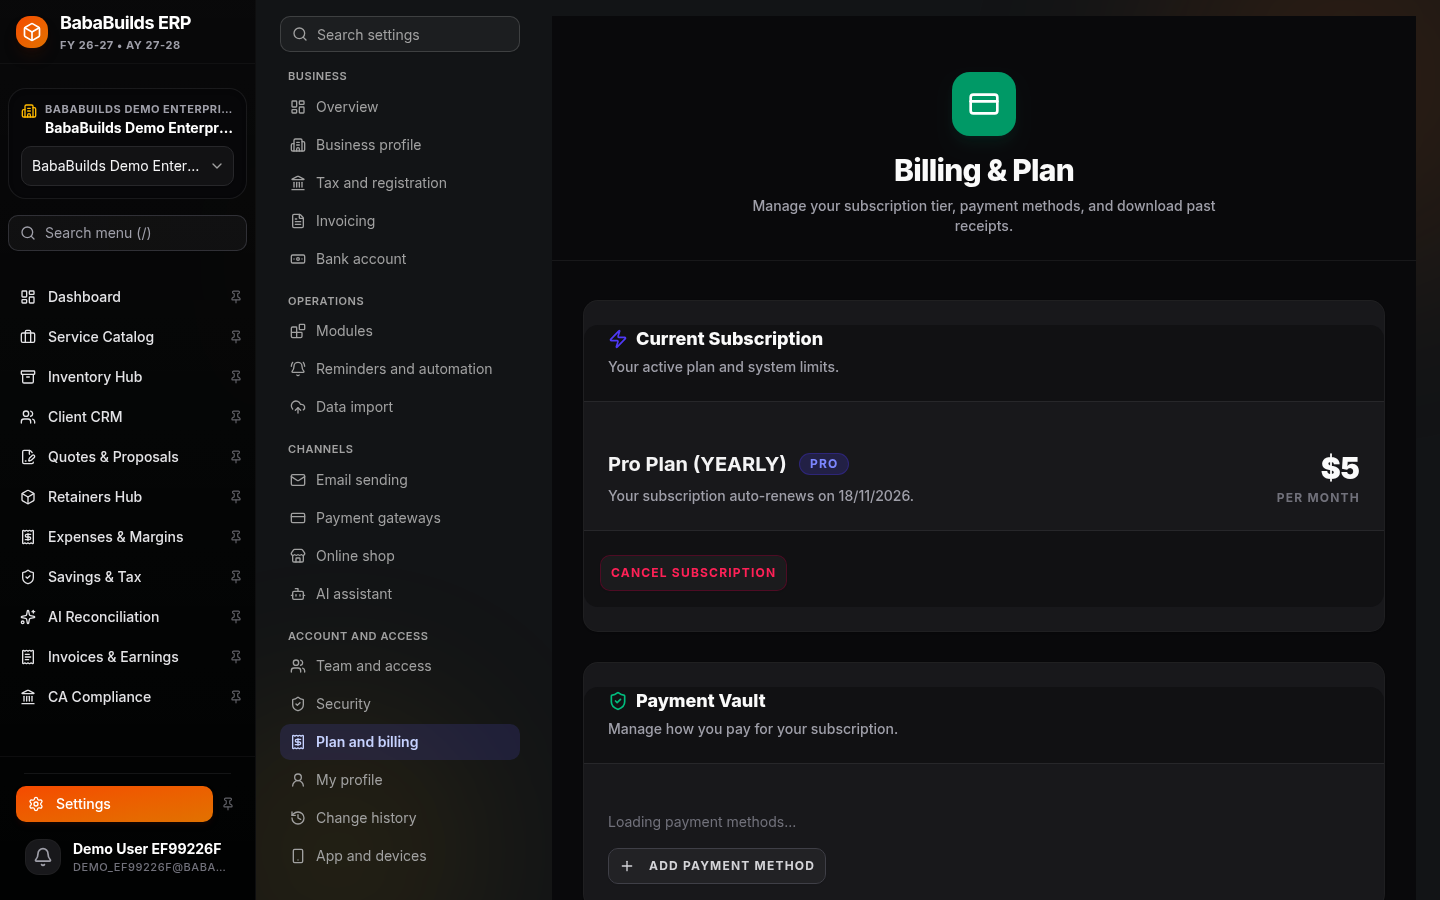 BabaBuilds ERP
FY 26-27 • AY 27-28
BABABUILDS DEMO ENTERPRI...
BabaBuilds Demo Enterpr...
BabaBuilds Demo Enter...
Search menu (/)
Dashboard
Service Catalog
Inventory Hub
Client CRM
Quotes & Proposals
Retainers Hub
Expenses & Margins
Savings & Tax
AI Reconciliation
Invoices & Earnings
CA Compliance
Settings
Demo User EF99226F
DEMO_EF99226F@BABA...
Search settings
BUSINESS
Overview
Business profile
Tax and registration
Invoicing
Bank account
OPERATIONS
Modules
Reminders and automation
Data import
CHANNELS
Email sending
Payment gateways
Online shop
AI assistant
ACCOUNT AND ACCESS
Team and access
Security
Plan and billing
My profile
Change history
App and devices
Billing & Plan
Manage your subscription tier, payment methods, and download past
receipts.
Current Subscription
Your active plan and system limits.
Pro Plan (YEARLY) PRO
$5
Your subscription auto-renews on 18/11/2026.
PER MONTH
CANCEL SUBSCRIPTION
Payment Vault
Manage how you pay for your subscription.
Loading payment methods...
ADD PAYMENT METHOD